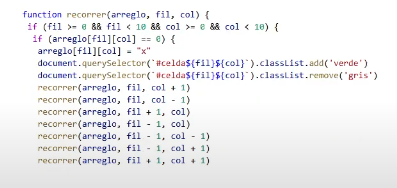 function recorrer(arreglo, fil, col) {
if (fil >= 0 && fil < 10 && col >= 0 && col < 10) {
if (arreglo[fil][col] == 0) {
arreglo[fil][col] = "x"
document.querySelector(`#celda${fil}${col}`).classList.add('verde')
document.querySelector(`#celda${fil}${col}`).classList.remove('gris')
recorrer(arreglo, fil, col + 1)
recorrer(arreglo, fil, col - 1)
recorrer(arreglo, fil + 1, col)
recorrer(arreglo, fil - 1, col)
recorrer(arreglo, fil - 1, col - 1)
recorrer(arreglo, fil - 1, col + 1)
recorrer(arreglo, fil + 1, col + 1)